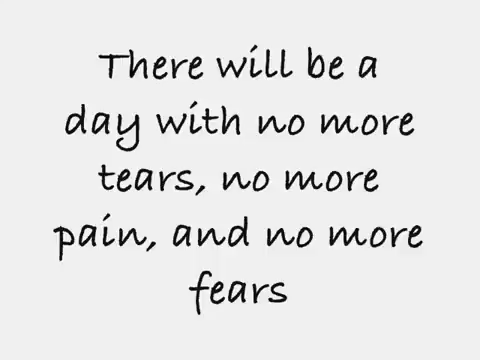 There will be a
day with no more
tears, no more
pain, and no more
fears